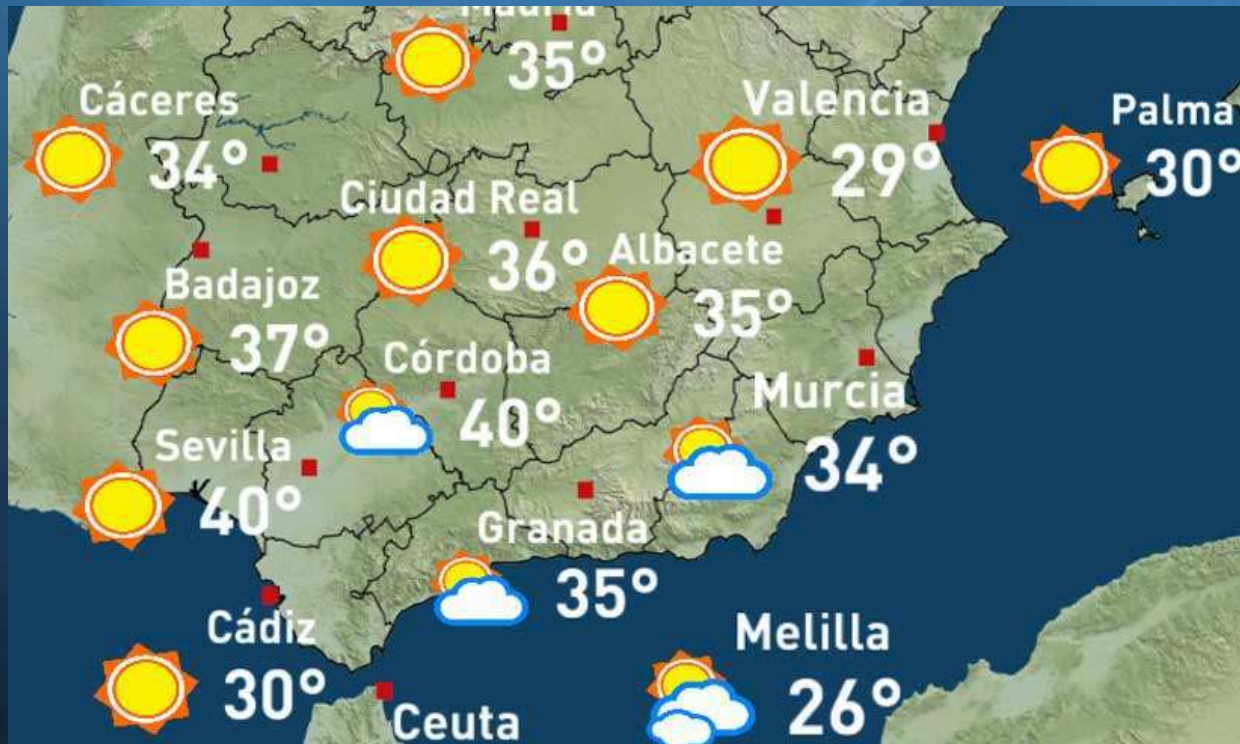 Madrid
35°
Cáceres
34°
Valencia
29°
Palma
30°
Ciudad Real
36°
Albacete
35°
Badajoz
37°
Córdoba
40°
Murcia
34°
Sevilla
40°
Granada
35°
Cádiz
30°
Melilla
26°
Ceuta